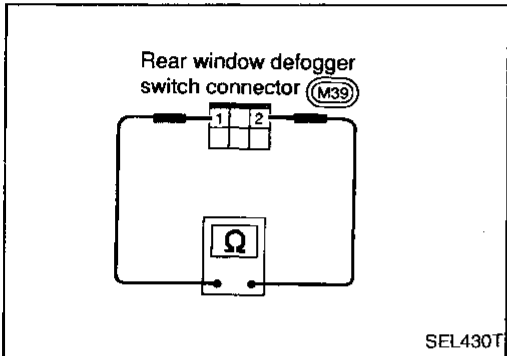 Rear window defogger
switch connector M39
1 2
Ω
SEL430T